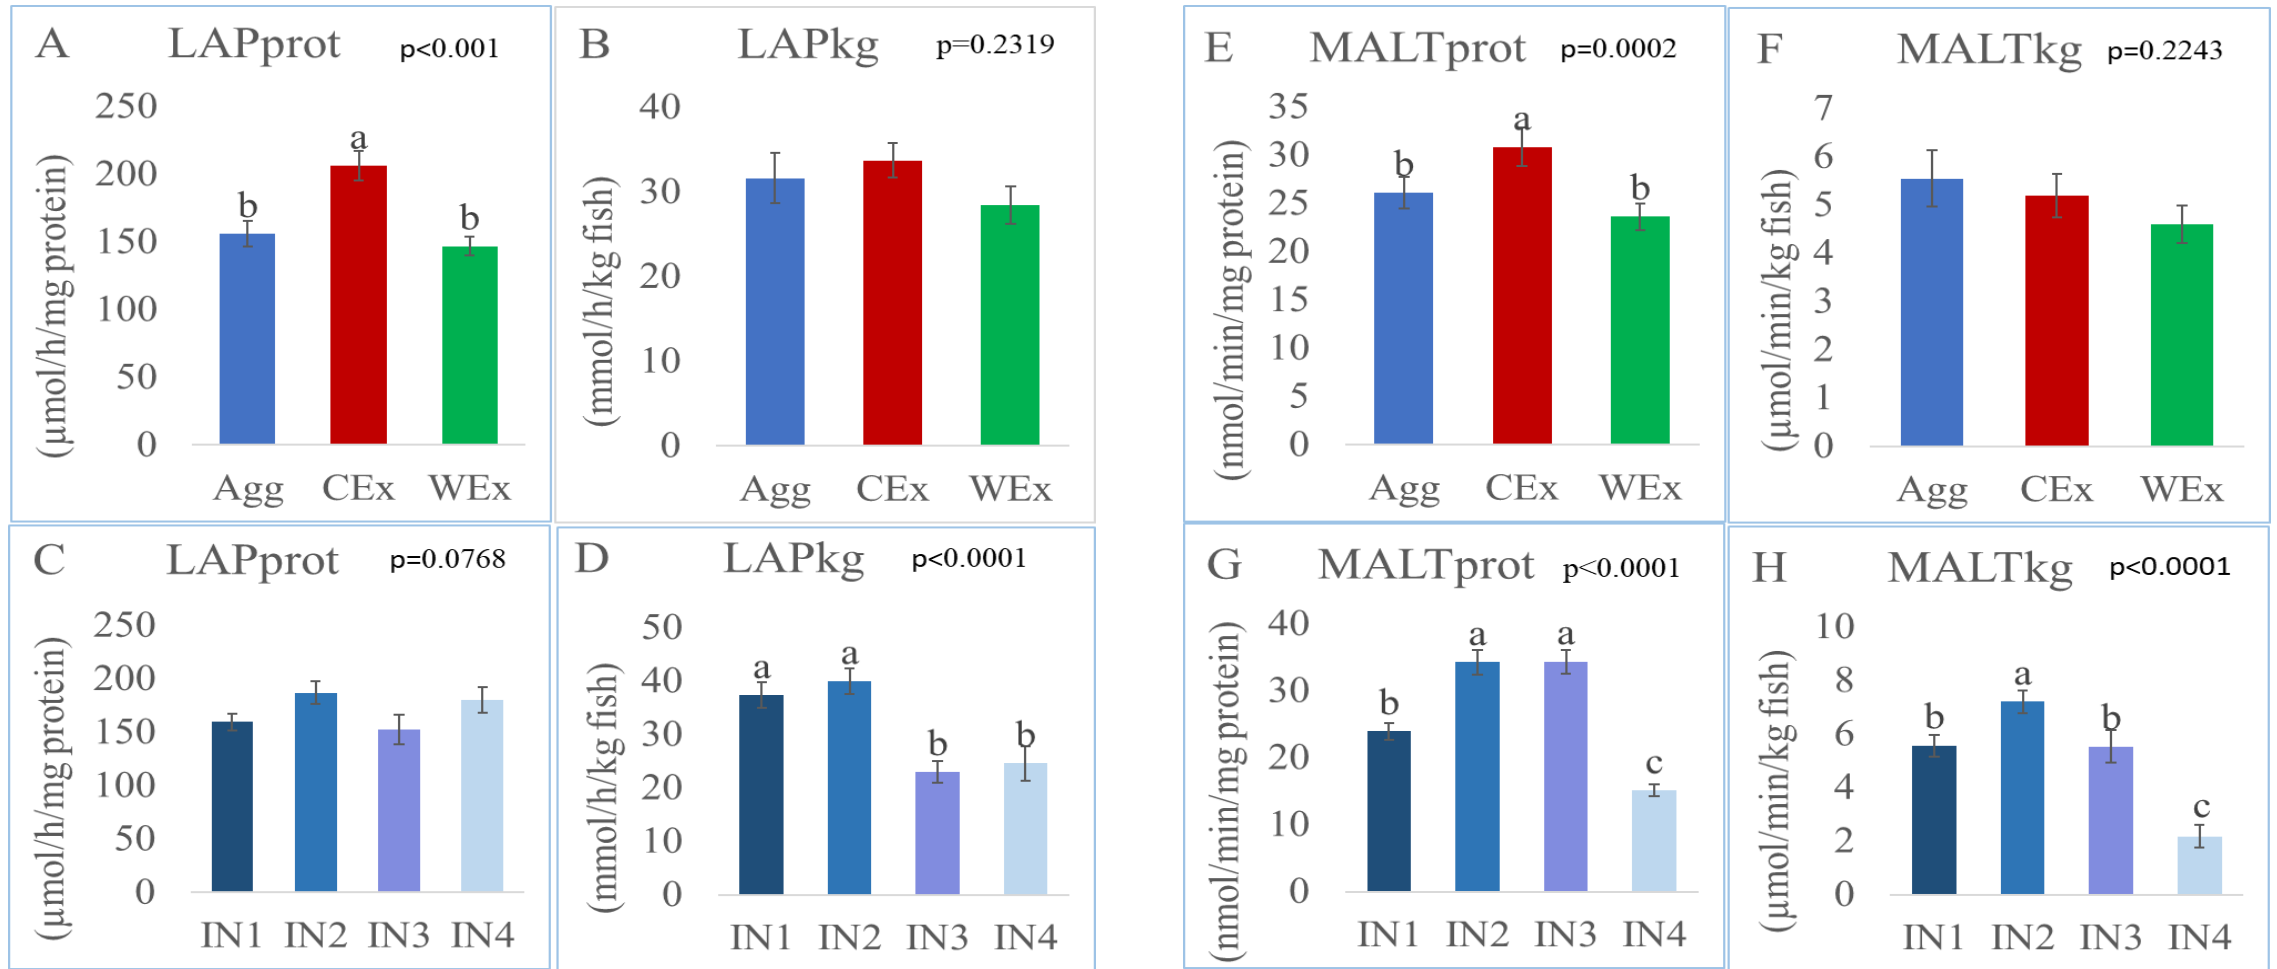 A LAPprot p<0.001
250
200
150
100
50
0
(µmol/h/mg protein)
b
a
b
Agg CEx WEx
B LAPkg p=0.2319
40
30
20
10
0
(mmol/h/kg fish)
Agg CEx WEx
C LAPprot p=0.0768
250
200
150
100
50
0
(µmol/h/mg protein)
IN1 IN2 IN3 IN4
D LAPkg p<0.0001
50
40
30
20
10
0
(mmol/h/kg fish)
a
a
b
b
IN1 IN2 IN3 IN4
E MALTprot p=0.0002
35
30
25
20
15
10
5
0
(nmol/min/mg protein)
b
a
b
Agg CEx WEx
F MALTkg p=0.2243
7
6
5
4
3
2
1
0
(µmol/min/kg fish)
Agg CEx WEx
G MALTprot p<0.0001
40
30
20
10
0
(nmol/min/mg protein)
b
a
a
c
IN1 IN2 IN3 IN4
H MALTkg p<0.0001
10
8
6
4
2
0
(µmol/min/kg fish)
b
a
b
c
IN1 IN2 IN3 IN4